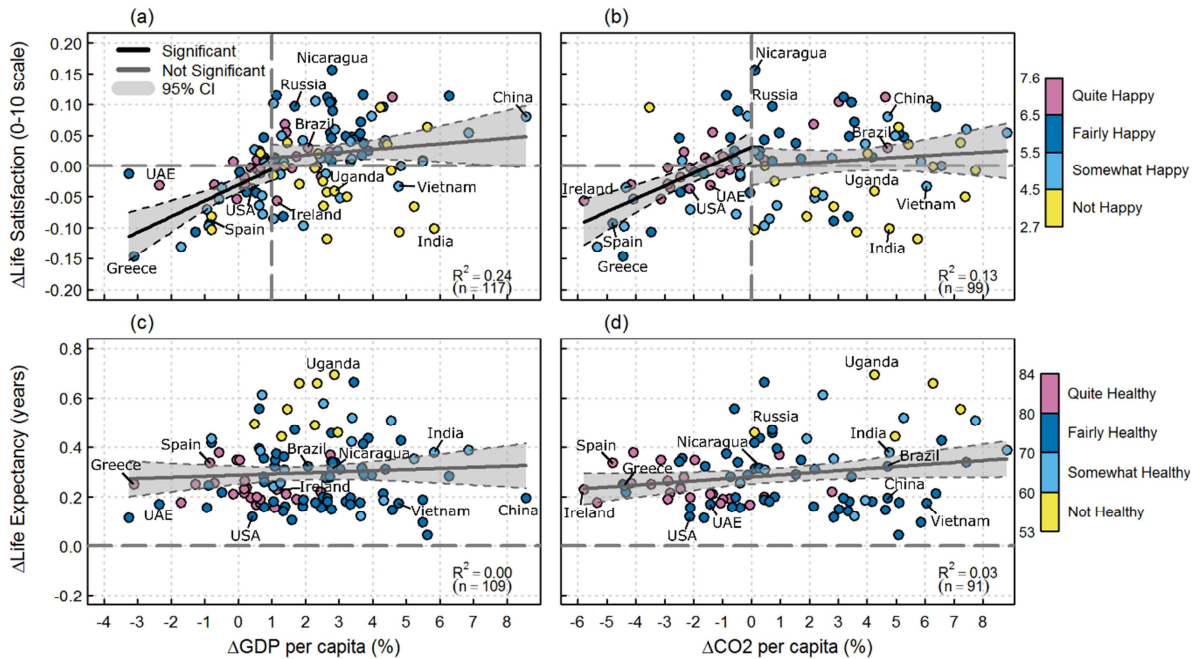 (a)
(b)
ΔLife Satisfaction (0-10 scale)
0.20
0.15
0.10
0.05
0.00
-0.05
-0.10
-0.15
-0.20
Significant
Not Significant
95% CI
Nicaragua
Russia
China
Brazil
UAE
Uganda
Vietnam
USA
Ireland
Spain
India
Greece
R² = 0.24
(n = 117)
Nicaragua
Russia
China
Brazil
Ireland
Uganda
UAE
USA
Vietnam
Spain
India
Greece
R² = 0.13
(n = 99)
7.6
6.5
5.5
4.5
2.7
Quite Happy
Fairly Happy
Somewhat Happy
Not Happy
(c)
(d)
ΔLife Expectancy (years)
0.8
0.6
0.4
0.2
0.0
-0.2
Uganda
Spain
Brazil
Nicaragua
India
Greece
Ireland
UAE
USA
Vietnam
China
R² = 0.00
(n = 109)
Uganda
Russia
Spain
Nicaragua
India
Greece
Brazil
Ireland
UAE
China
USA
Vietnam
R² = 0.03
(n = 91)
84
80
70
60
53
Quite Healthy
Fairly Healthy
Somewhat Healthy
Not Healthy
-4 -3 -2 -1 0 1 2 3 4 5 6 7 8
-6 -5 -4 -3 -2 -1 0 1 2 3 4 5 6 7 8
ΔGDP per capita (%)
ΔCO2 per capita (%)